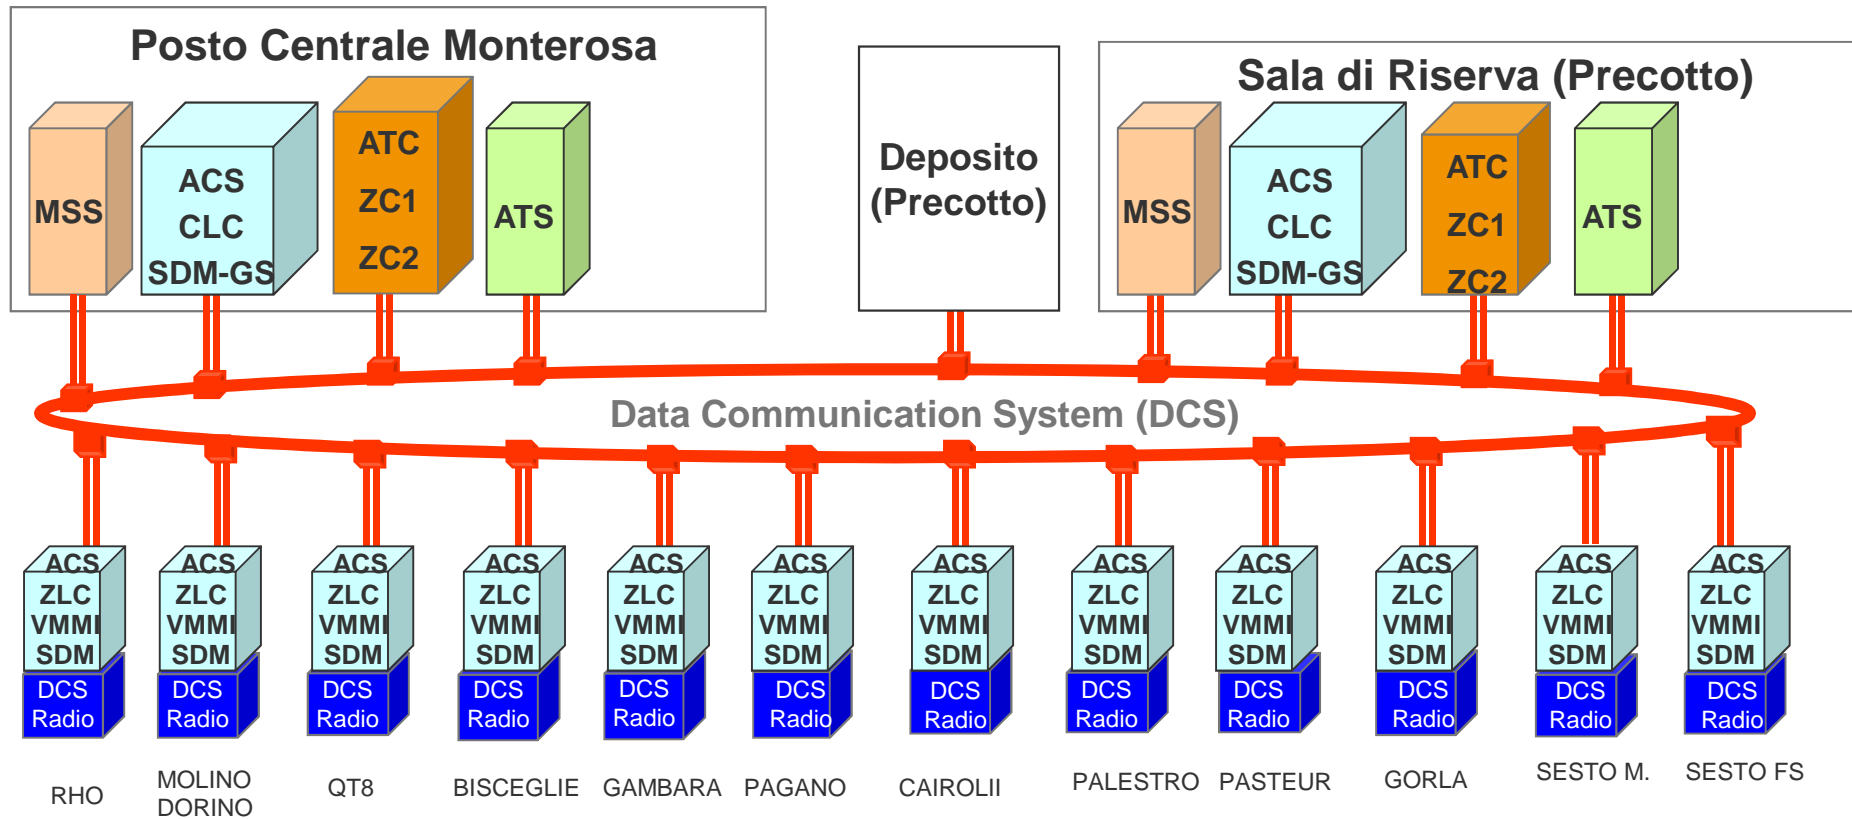 Posto Centrale Monterosa
MSS
ACS
CLC
SDM-GS
ATC
ZC1
ZC2
ATS
Deposito
(Precotto)
Sala di Riserva (Precotto)
MSS
ACS
CLC
SDM-GS
ATC
ZC1
ZC2
ATS
Data Communication System (DCS)
ACS
ZLC
VMMI
SDM
DCS
Radio
RHO
ACS
ZLC
VMMI
SDM
DCS
Radio
MOLINO
DORINO
ACS
ZLC
VMMI
SDM
DCS
Radio
QT8
ACS
ZLC
VMMI
SDM
DCS
Radio
BISCEGLIE
ACS
ZLC
VMMI
SDM
DCS
Radio
GAMBARA
ACS
ZLC
VMMI
SDM
DCS
Radio
PAGANO
ACS
ZLC
VMMI
SDM
DCS
Radio
CAIROLII
ACS
ZLC
VMMI
SDM
DCS
Radio
PALESTRO
ACS
ZLC
VMMI
SDM
DCS
Radio
PASTEUR
ACS
ZLC
VMMI
SDM
DCS
Radio
GORLA
ACS
ZLC
VMMI
SDM
DCS
Radio
SESTO M.
ACS
ZLC
VMMI
SDM
DCS
Radio
SESTO FS